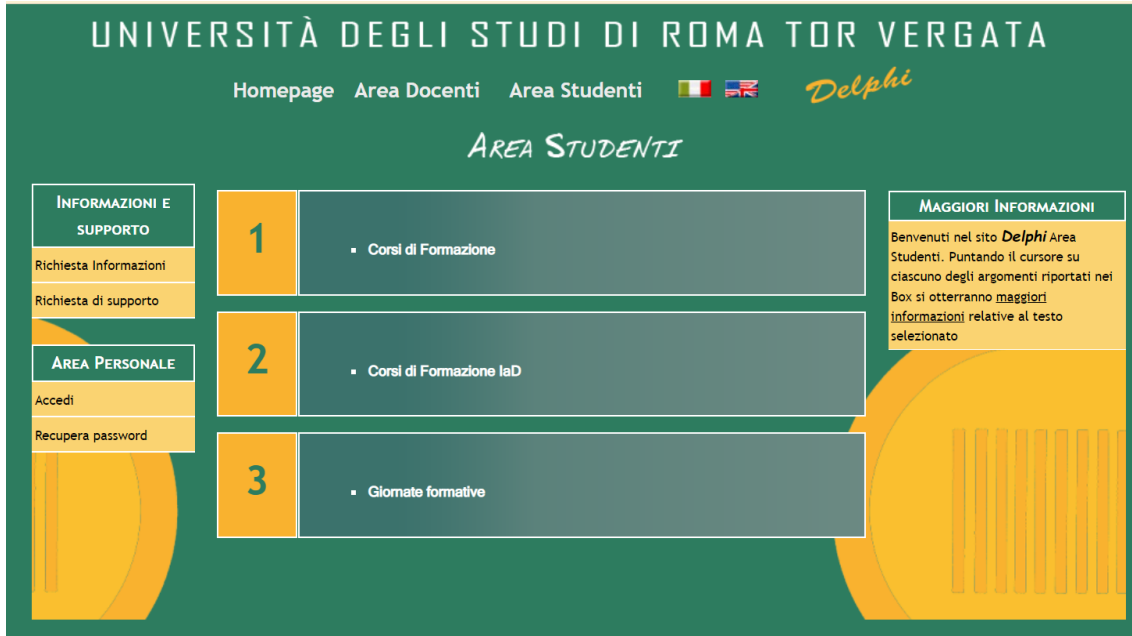 UNIVERSITÀ DEGLI STUDI DI ROMA TOR VERGATA
Homepage Area Docenti Area Studenti Delphi
AREA STUDENTI
INFORMAZIONI E
SUPPORTO
Richiesta Informazioni
Richiesta di supporto
AREA PERSONALE
Accedi
Recupera password
1
Corsi di Formazione
2
Corsi di Formazione IaD
3
Giornate formative
MAGGIORI INFORMAZIONI
Benvenuti nel sito Delphi Area
Studenti. Puntando il cursore su
ciascuno degli argomenti riportati nei
Box si otterranno maggiori
informazioni relative al testo
selezionato